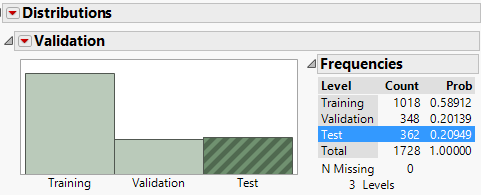 Distributions
Validation
Training Validation Test
Frequencies
Level Count Prob
Training 1018 0.58912
Validation 348 0.20139
Test 362 0.20949
Total 1728 1.00000
N Missing 0
3 Levels